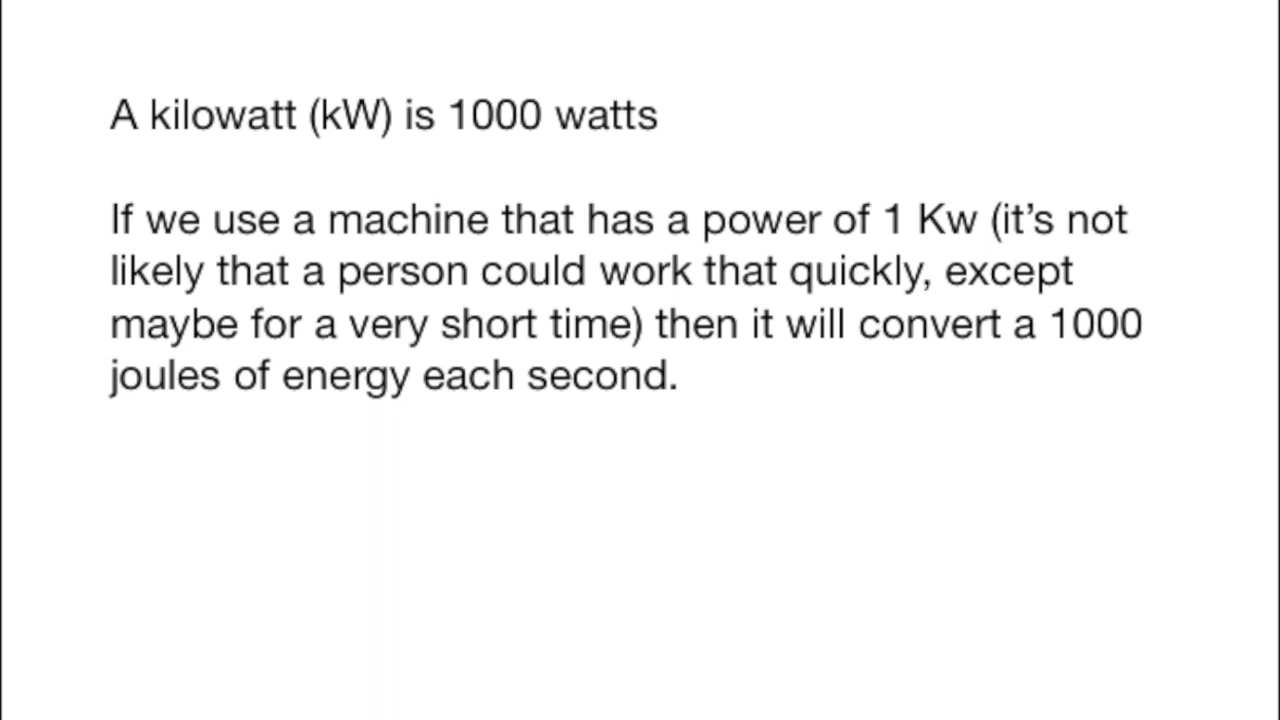 A kilowatt (kW) is 1000 watts
If we use a machine that has a power of 1 Kw (it’s not
likely that a person could work that quickly, except
maybe for a very short time) then it will convert a 1000
joules of energy each second.